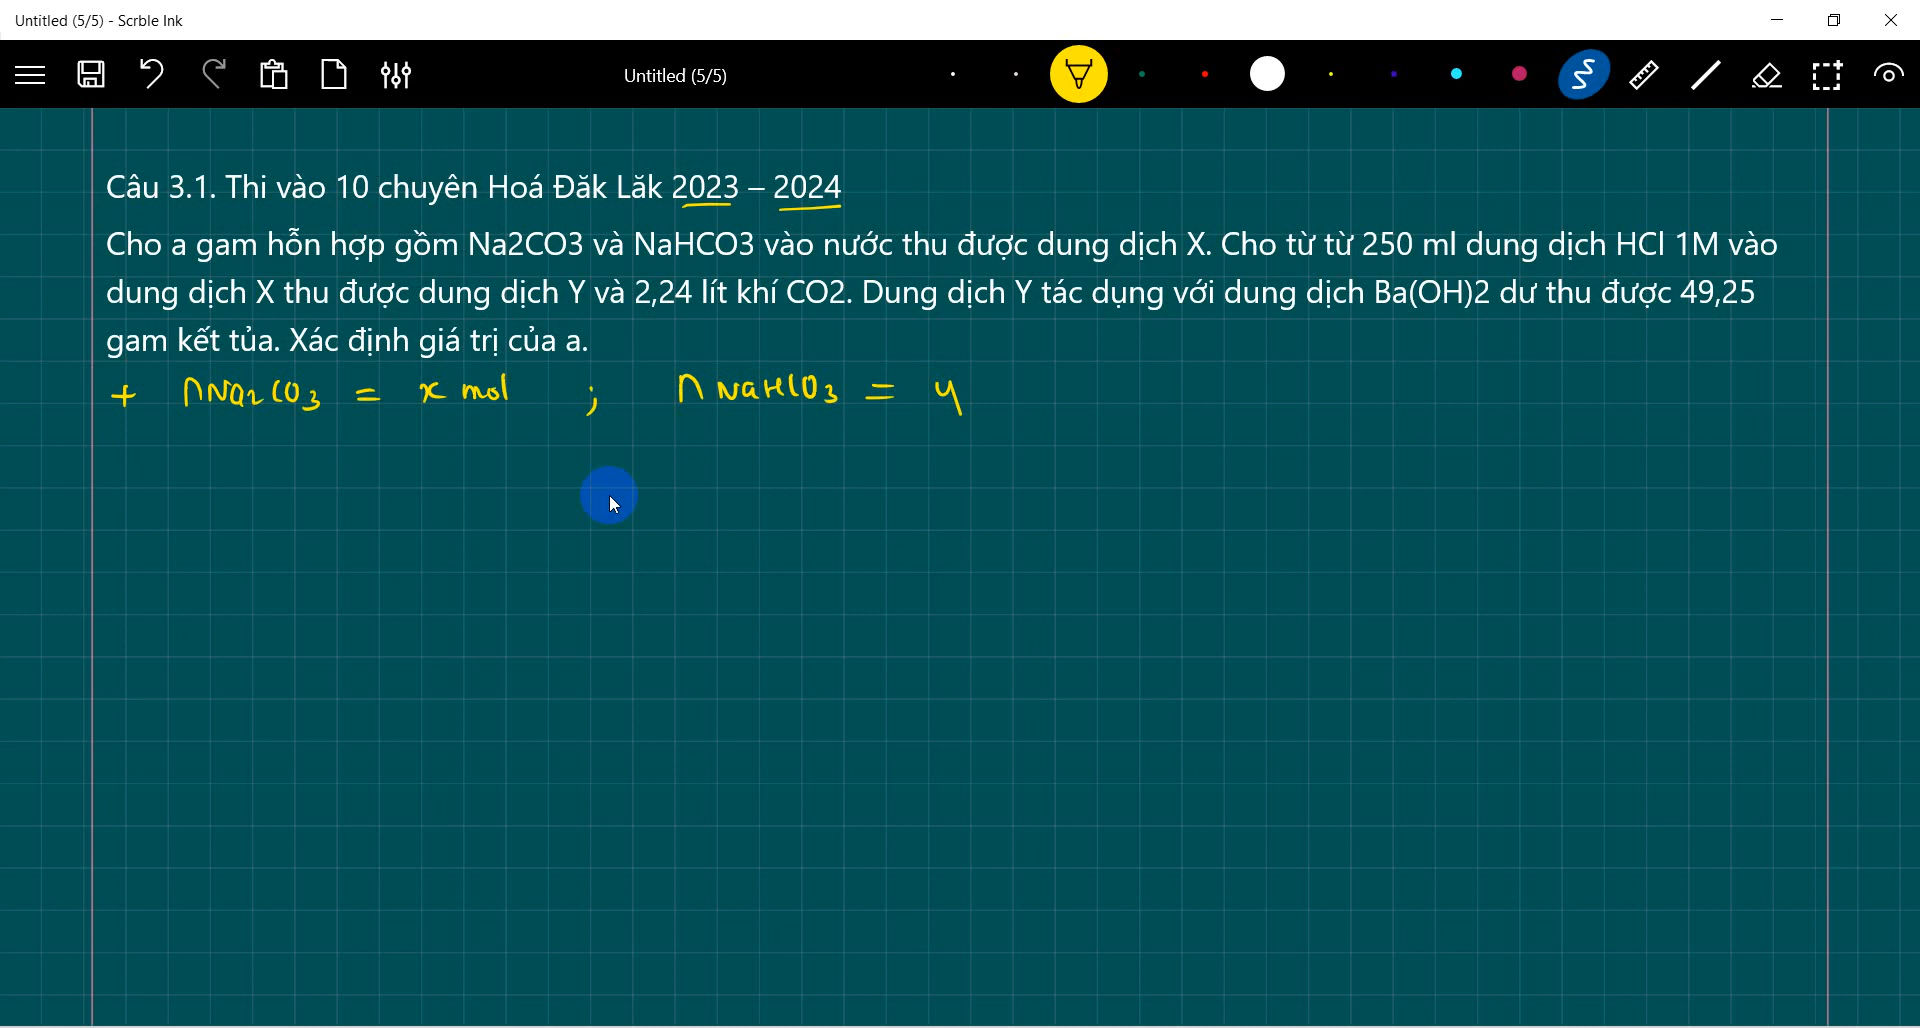 Untitled (5/5) - Scrble Ink
Untitled (5/5)
Câu 3.1. Thi vào 10 chuyên Hoá Đăk Lăk 2023 – 2024
Cho a gam hỗn hợp gồm Na2CO3 và NaHCO3 vào nước thu được dung dịch X. Cho từ từ 250 ml dung dịch HCl 1M vào
dung dịch X thu được dung dịch Y và 2,24 lít khí CO2. Dung dịch Y tác dụng với dung dịch Ba(OH)2 dư thu được 49,25
gam kết tủa. Xác định giá trị của a.
+ nNa2CO3 = x mol ; nNaHCO3 = y